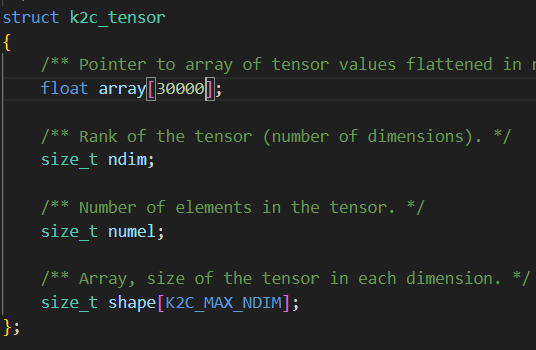 struct k2c_tensor
{
/** Pointer to array of tensor values flattened in
float array[30000];
/** Rank of the tensor (number of dimensions). */
size_t ndim;
/** Number of elements in the tensor. */
size_t numel;
/** Array, size of the tensor in each dimension. */
size_t shape[K2C_MAX_NDIM];
};